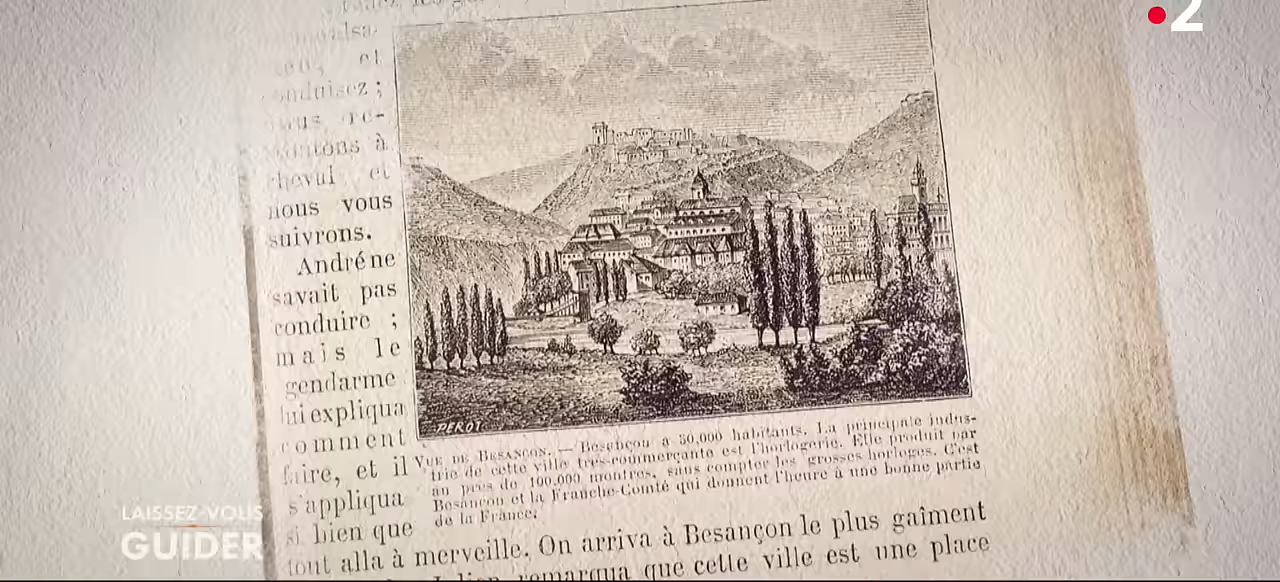 2
et
onduisez ;
nous re-
montons à
cheval et
nous vous
suivrons.
André ne
savait pas
conduire ;
mais le
gendarme
lui expliqua
comment
faire, et il
s'appliqua
si bien que
PEROT
VUE DE BESANÇON. — Besançon a 50,000 habitants. La principale indus-
trie de cette ville très-commerçante est l'horlogerie. Elle produit par
an près de 100.000 montres, sans compter les grosses horloges. C'est
Besançon et la Franche-Comté qui donnent l'heure à une bonne partie
de la France.
tout alla à merveille. On arriva à Besançon le plus gaîment
Julien remarqua que cette ville est une place
LAISSEZ-VOUS
GUIDER